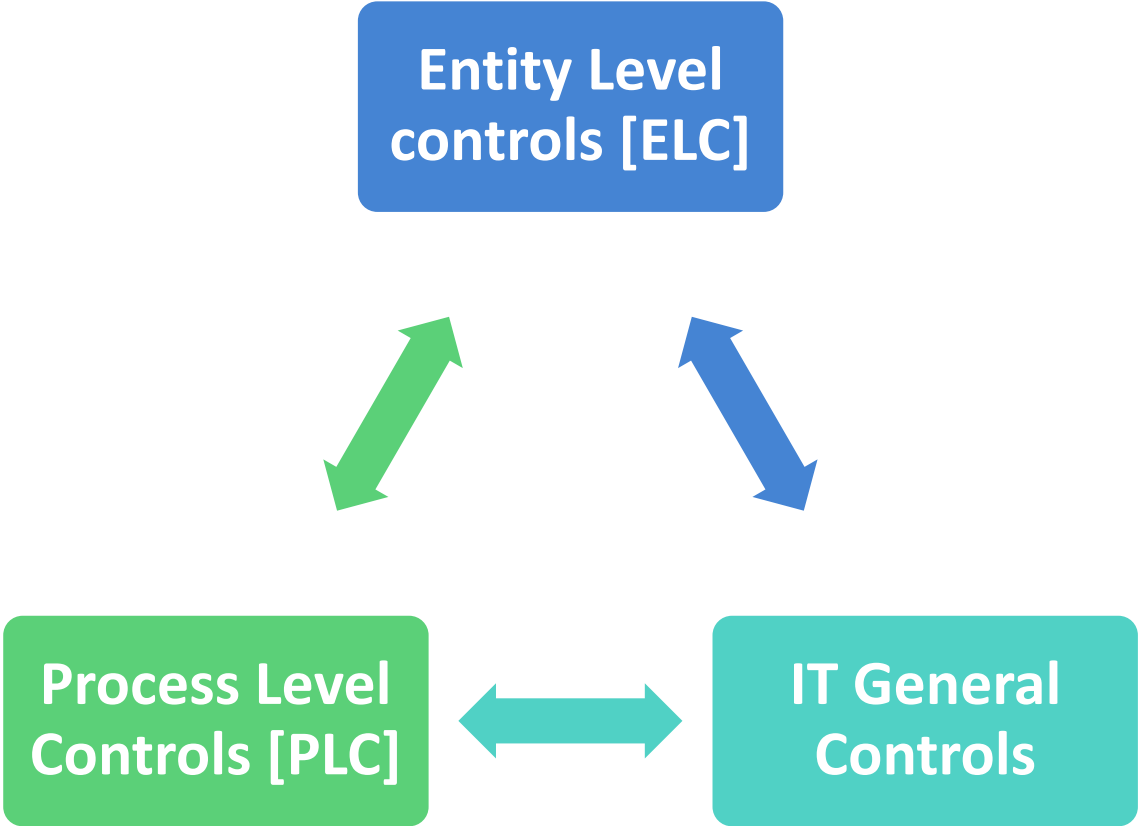 Entity Level
controls [ELC]
Process Level
Controls [PLC]
IT General
Controls